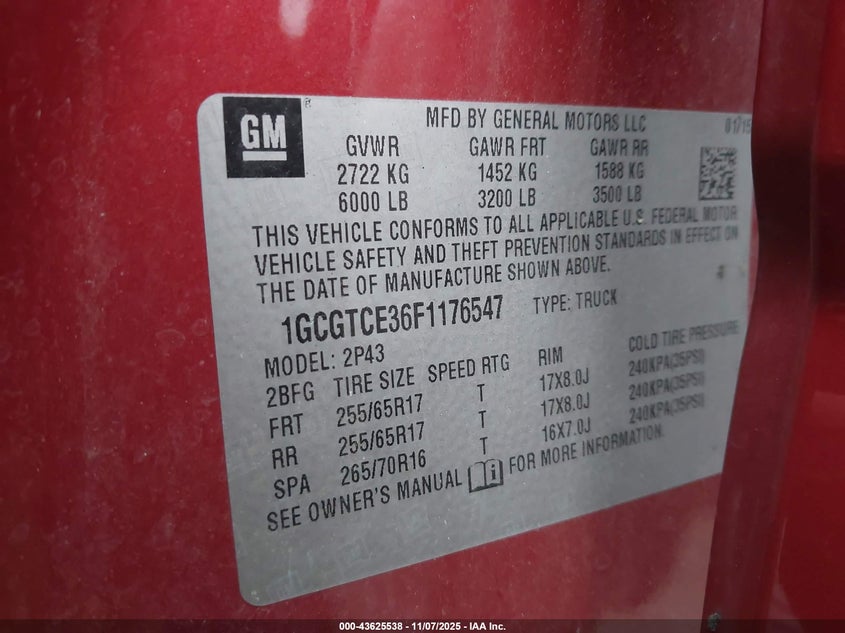 GM
MFD BY GENERAL MOTORS LLC 01/15
GVWR GAWR FRT GAWR RR
2722 KG 1452 KG 1588 KG
6000 LB 3200 LB 3500 LB
THIS VEHICLE CONFORMS TO ALL APPLICABLE U.S. FEDERAL MOTOR
VEHICLE SAFETY AND THEFT PREVENTION STANDARDS IN EFFECT ON
THE DATE OF MANUFACTURE SHOWN ABOVE.
1GCGTCE36F1176547 TYPE: TRUCK
MODEL: 2P43
2BFG TIRE SIZE SPEED RTG RIM COLD TIRE PRESSURE
FRT 255/65R17 T 17X8.0J 240KPA(35PSI)
RR 255/65R17 T 17X8.0J 240KPA(35PSI)
SPA 265/70R16 T 16X7.0J 240KPA(35PSI)
SEE OWNER'S MANUAL FOR MORE INFORMATION.
000-43625538 - 11/07/2025 - IAA Inc.